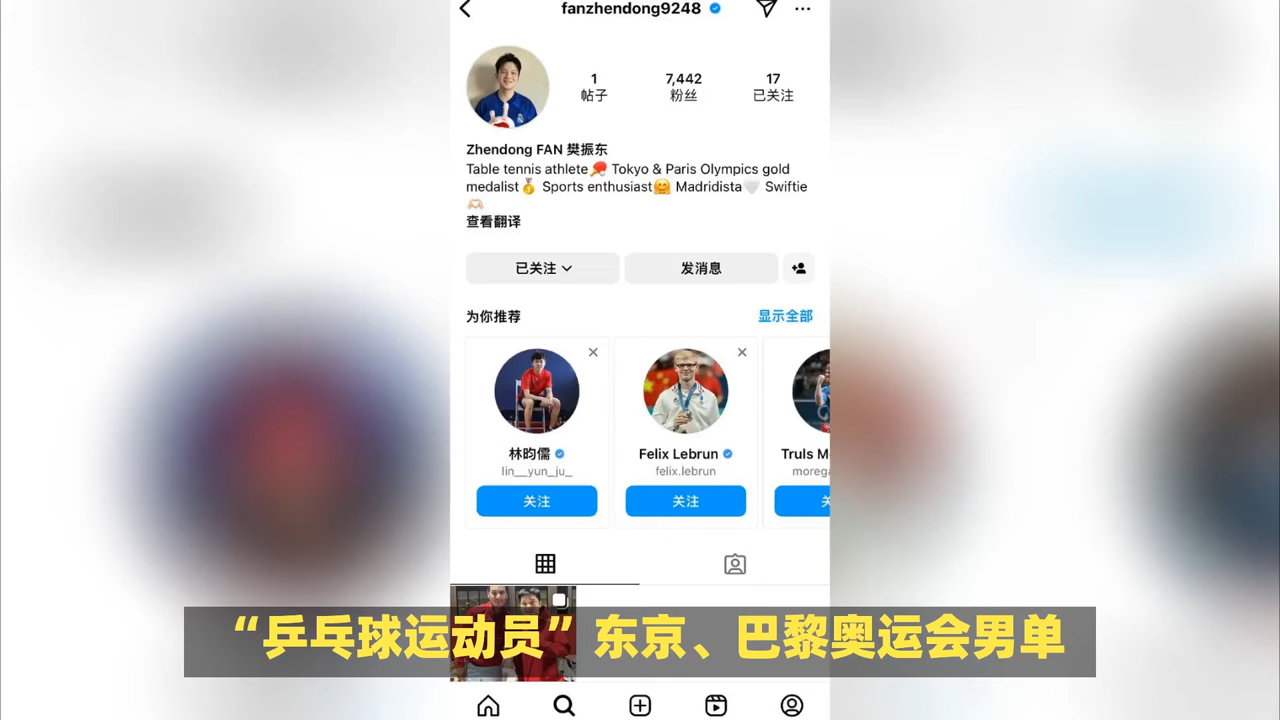 fanzhendong9248
1
7,442
17
帖子
粉丝
已关注
Zhendong FAN 樊振东
Table tennis athlete🏓 Tokyo & Paris Olympics gold
medalist🥇 Sports enthusiast🤗 Madridista🤍 Swiftie
🫶🏻
查看翻译
已关注
发消息
为你推荐
显示全部
林昀儒
Felix Lebrun
Truls M
lin__yun_ju_
felix.lebrun
morega
关注
关注
“乒乓球运动员”东京、巴黎奥运会男单